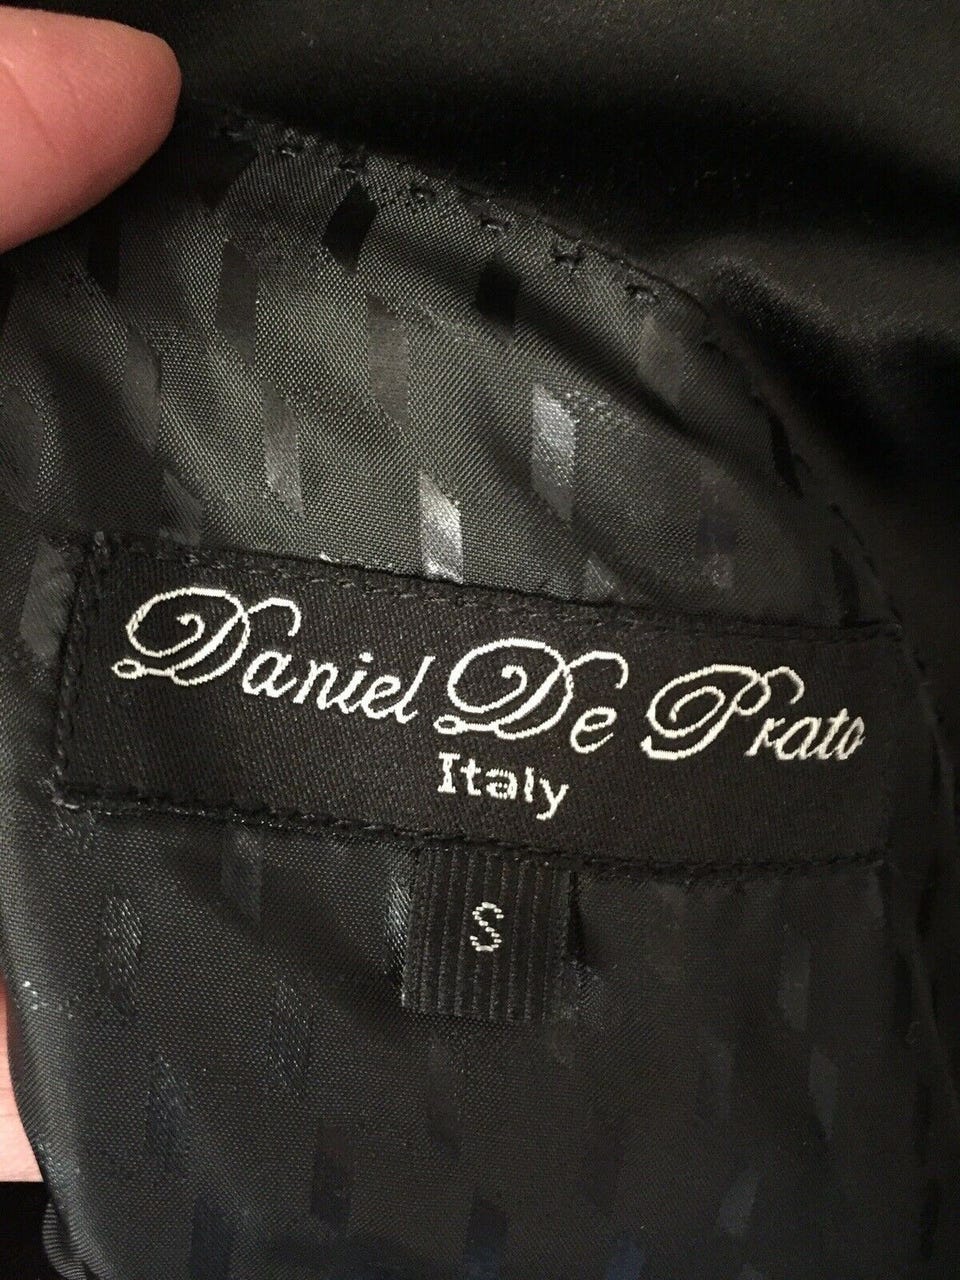 Daniel De Prato
Italy
S